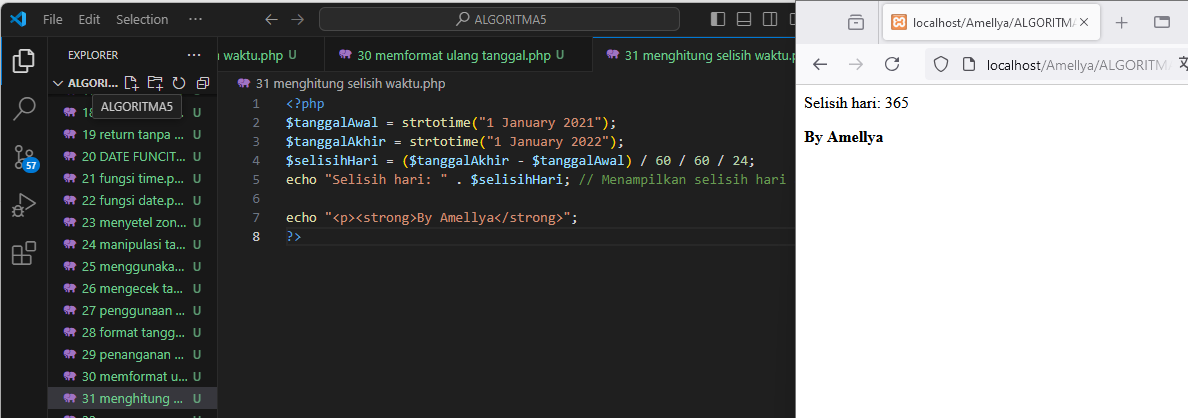 File Edit Selection ··· ALGORITMA5
EXPLORER ···
ALGORI...
ALGORITMA5
18 U
19 return tanpa ... U
20 DATE FUNCIT... U
21 fungsi time.p... U
22 fungsi date.p... U
23 menyetel zon... U
24 manipulasi ta... U
25 menggunaka... U
26 mengecek ta... U
27 penggunaan ... U
28 format tangg... U
29 penanganan ... U
30 memformat u... U
31 menghitung ... U
57
waktu.php U
30 memformat ulang tanggal.php U
31 menghitung selisih waktu.p
31 menghitung selisih waktu.php
1 <?php
2 $tanggalAwal = strtotime("1 January 2021");
3 $tanggalAkhir = strtotime("1 January 2022");
4 $selisihHari = ($tanggalAkhir - $tanggalAwal) / 60 / 60 / 24;
5 echo "Selisih hari: " . $selisihHari; // Menampilkan selisih hari
6
7 echo "<p><strong>By Amellya</strong>";
8 ?>
localhost/Amellya/ALGORITMA
localhost/Amellya/ALGORITMA
Selisih hari: 365
By Amellya